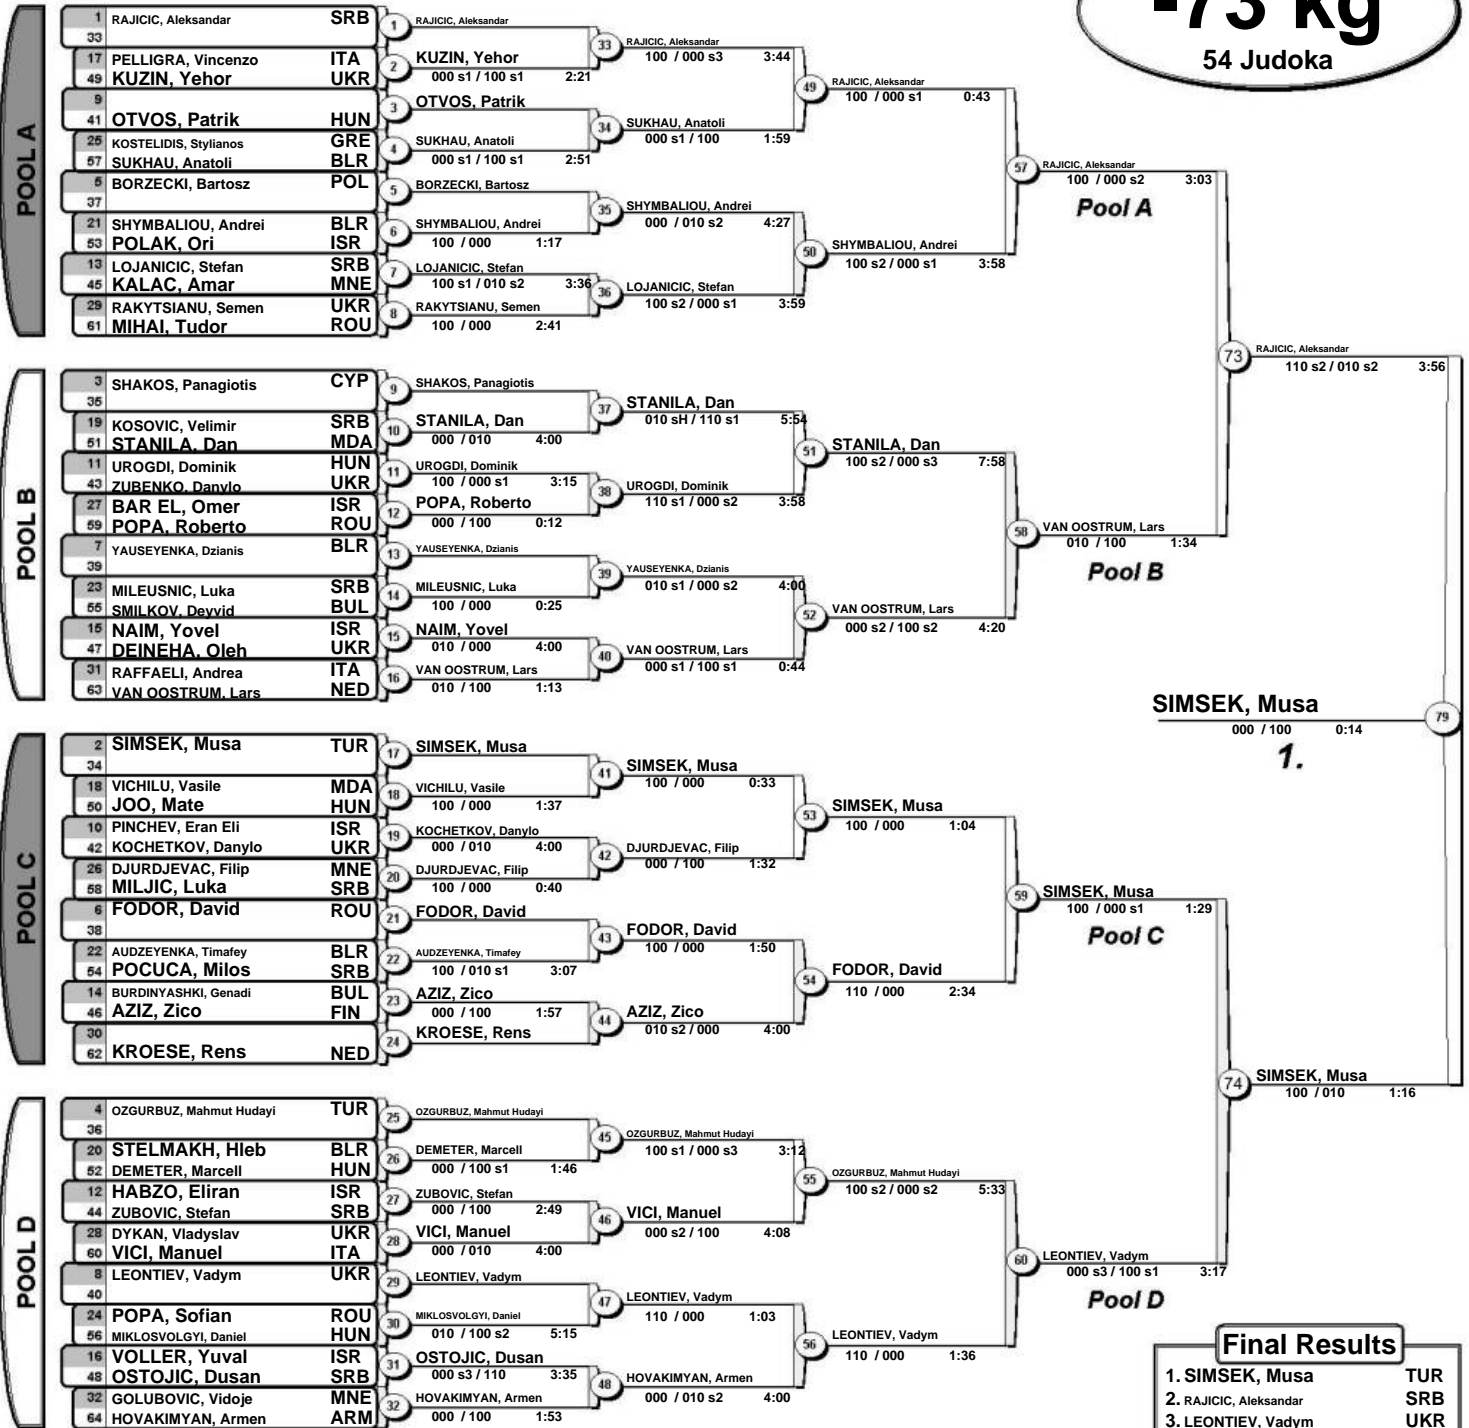 -73 kg
54 Judoka
POOL A
1 RAJICIC, Aleksandar SRB
33
17 PELLIGRA, Vincenzo ITA
49 KUZIN, Yehor UKR
9
41 OTVOS, Patrik HUN
25 KOSTELIDIS, Stylianos GRE
57 SUKHAU, Anatoli BLR
5 BORZECKI, Bartosz POL
37
21 SHYMBALIOU, Andrei BLR
53 POLAK, Ori ISR
13 LOJANICIC, Stefan SRB
45 KALAC, Amar MNE
29 RAKYTSIANU, Semen UKR
61 MIHAI, Tudor ROU
1 RAJICIC, Aleksandar
2 KUZIN, Yehor
000 s1 / 100 s1 2:21
3 OTVOS, Patrik
4 SUKHAU, Anatoli
000 s1 / 100 s1 2:51
5 BORZECKI, Bartosz
6 SHYMBALIOU, Andrei
100 / 000 1:17
7 LOJANICIC, Stefan
100 s1 / 010 s2 3:36
8 RAKYTSIANU, Semen
100 / 000 2:41
33 RAJICIC, Aleksandar
100 / 000 s3 3:44
34 SUKHAU, Anatoli
000 s1 / 100 1:59
35 SHYMBALIOU, Andrei
000 / 010 s2 4:27
36 LOJANICIC, Stefan
100 s2 / 000 s1 3:59
49 RAJICIC, Aleksandar
100 / 000 s1 0:43
50 SHYMBALIOU, Andrei
100 s2 / 000 s1 3:58
57 RAJICIC, Aleksandar
100 / 000 s2 3:03
Pool A
POOL B
3 SHAKOS, Panagiotis CYP
35
19 KOSOVIC, Velimir SRB
51 STANILA, Dan MDA
11 UROGDI, Dominik HUN
43 ZUBENKO, Danylo UKR
27 BAR EL, Omer ISR
59 POPA, Roberto ROU
7 YAUSEYENKA, Dzianis BLR
39
23 MILEUSNIC, Luka SRB
55 SMILKOV, Deyvid BUL
15 NAIM, Yovel ISR
47 DEINEHA, Oleh UKR
31 RAFFAELI, Andrea ITA
63 VAN OOSTRUM, Lars NED
9 SHAKOS, Panagiotis
10 STANILA, Dan
000 / 010 4:00
11 UROGDI, Dominik
100 / 000 s1 3:15
12 POPA, Roberto
000 / 100 0:12
13 YAUSEYENKA, Dzianis
14 MILEUSNIC, Luka
100 / 000 0:25
15 NAIM, Yovel
010 / 000 4:00
16 VAN OOSTRUM, Lars
010 / 100 1:13
37 STANILA, Dan
010 sH / 110 s1 5:54
38 UROGDI, Dominik
110 s1 / 000 s2 3:58
39 YAUSEYENKA, Dzianis
010 s1 / 000 s2 4:00
40 VAN OOSTRUM, Lars
000 s1 / 100 s1 0:44
51 STANILA, Dan
100 s2 / 000 s3 7:58
52 VAN OOSTRUM, Lars
000 s2 / 100 s2 4:20
58 VAN OOSTRUM, Lars
010 / 100 1:34
Pool B
73 RAJICIC, Aleksandar
110 s2 / 010 s2 3:56
SIMSEK, Musa 79
000 / 100 0:14
1.
POOL C
2 SIMSEK, Musa TUR
34
18 VICHILU, Vasile MDA
50 JOO, Mate HUN
10 PINCHEV, Eran Eli ISR
42 KOCHETKOV, Danylo UKR
26 DJURDJEVAC, Filip MNE
58 MILJIC, Luka SRB
6 FODOR, David ROU
38
22 AUDZEYENKA, Timafey BLR
54 POCUCA, Milos SRB
14 BURDINYASHKI, Genadi BUL
46 AZIZ, Zico FIN
30
62 KROESE, Rens NED
17 SIMSEK, Musa
18 VICHILU, Vasile
100 / 000 1:37
19 KOCHETKOV, Danylo
000 / 010 4:00
20 DJURDJEVAC, Filip
100 / 000 0:40
21 FODOR, David
22 AUDZEYENKA, Timafey
100 / 010 s1 3:07
23 AZIZ, Zico
000 / 100 1:57
24 KROESE, Rens
41 SIMSEK, Musa
100 / 000 0:33
42 DJURDJEVAC, Filip
000 / 100 1:32
43 FODOR, David
100 / 000 1:50
44 AZIZ, Zico
010 s2 / 000 4:00
53 SIMSEK, Musa
100 / 000 1:04
54 FODOR, David
110 / 000 2:34
59 SIMSEK, Musa
100 / 000 s1 1:29
Pool C
POOL D
4 OZGURBUZ, Mahmut Hudayi TUR
36
20 STELMAKH, Hleb BLR
52 DEMETER, Marcell HUN
12 HABZO, Eliran ISR
44 ZUBOVIC, Stefan SRB
28 DYKAN, Vladyslav UKR
60 VICI, Manuel ITA
8 LEONTIEV, Vadym UKR
40
24 POPA, Sofian ROU
56 MIKLOSVOLGYI, Daniel HUN
16 VOLLER, Yuval ISR
48 OSTOJIC, Dusan SRB
32 GOLUBOVIC, Vidoje MNE
64 HOVAKIMYAN, Armen ARM
25 OZGURBUZ, Mahmut Hudayi
26 DEMETER, Marcell
000 / 100 s1 1:46
27 ZUBOVIC, Stefan
000 / 100 2:49
28 VICI, Manuel
000 / 010 4:00
29 LEONTIEV, Vadym
30 MIKLOSVOLGYI, Daniel
010 / 100 s2 5:15
31 OSTOJIC, Dusan
000 s3 / 110 3:35
32 HOVAKIMYAN, Armen
000 / 100 1:53
45 OZGURBUZ, Mahmut Hudayi
100 s1 / 000 s3 3:12
46 VICI, Manuel
000 s2 / 100 4:08
47 LEONTIEV, Vadym
110 / 000 1:03
48 HOVAKIMYAN, Armen
000 / 010 s2 4:00
55 OZGURBUZ, Mahmut Hudayi
100 s2 / 000 s2 5:33
56 LEONTIEV, Vadym
110 / 000 1:36
60 LEONTIEV, Vadym
000 s3 / 100 s1 3:17
Pool D
74 SIMSEK, Musa
100 / 010 1:16
Final Results
1. SIMSEK, Musa TUR
2. RAJICIC, Aleksandar SRB
3. LEONTIEV, Vadym UKR